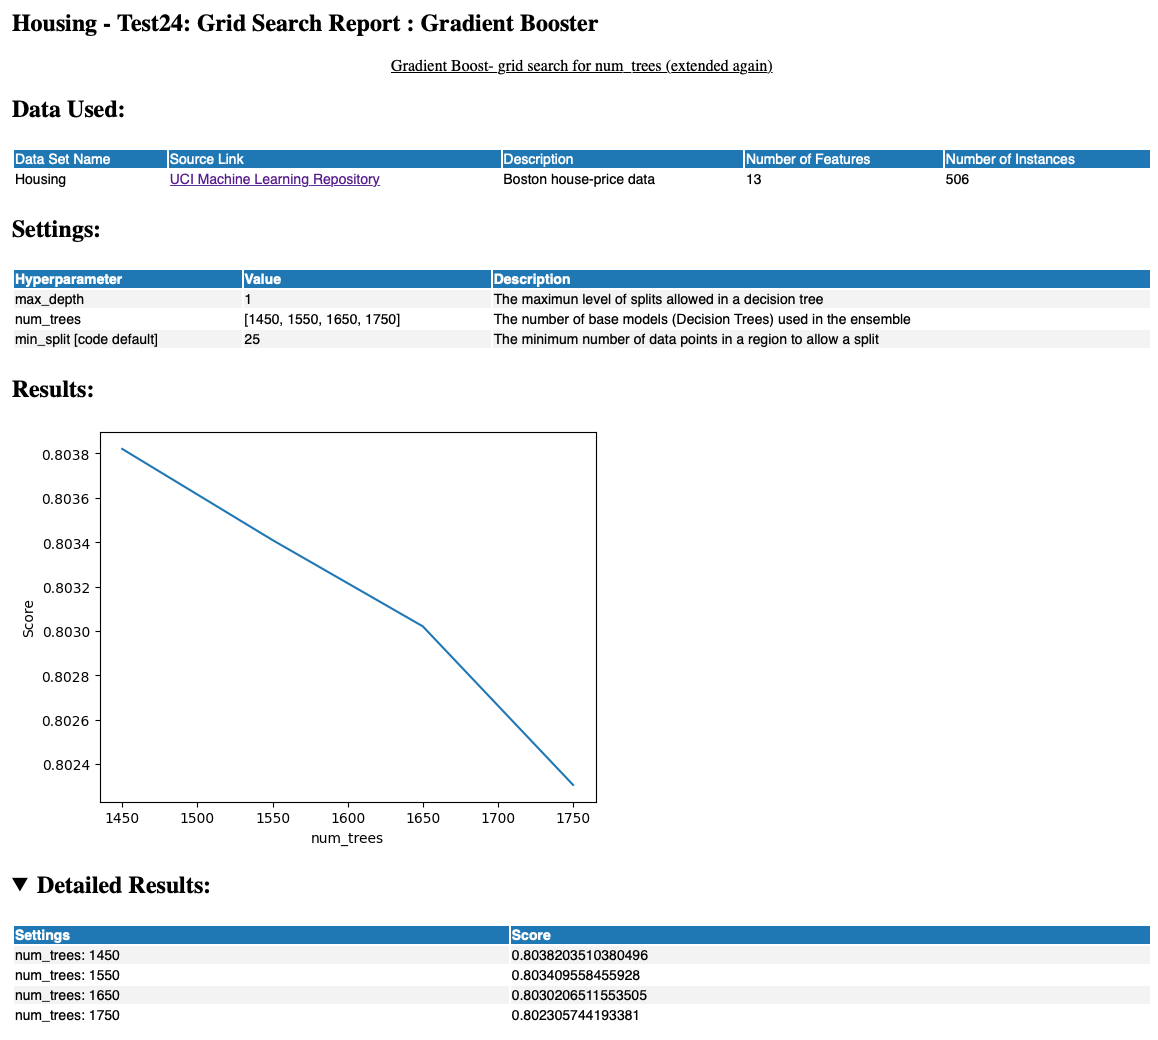 Housing - Test24: Grid Search Report : Gradient Booster
Gradient Boost- grid search for num_trees (extended again)
Data Used:
Data Set Name Source Link Description Number of Features Number of Instances
Housing UCI Machine Learning Repository Boston house-price data 13 506
Settings:
Hyperparameter Value Description
max_depth 1 The maximun level of splits allowed in a decision tree
num_trees [1450, 1550, 1650, 1750] The number of base models (Decision Trees) used in the ensemble
min_split [code default] 25 The minimum number of data points in a region to allow a split
Results:
0.8038
0.8036
0.8034
0.8032
0.8030
0.8028
0.8026
0.8024
Score
1450 1500 1550 1600 1650 1700 1750
num_trees
▼ Detailed Results:
Settings Score
num_trees: 1450 0.8038203510380496
num_trees: 1550 0.803409558455928
num_trees: 1650 0.8030206511553505
num_trees: 1750 0.802305744193381